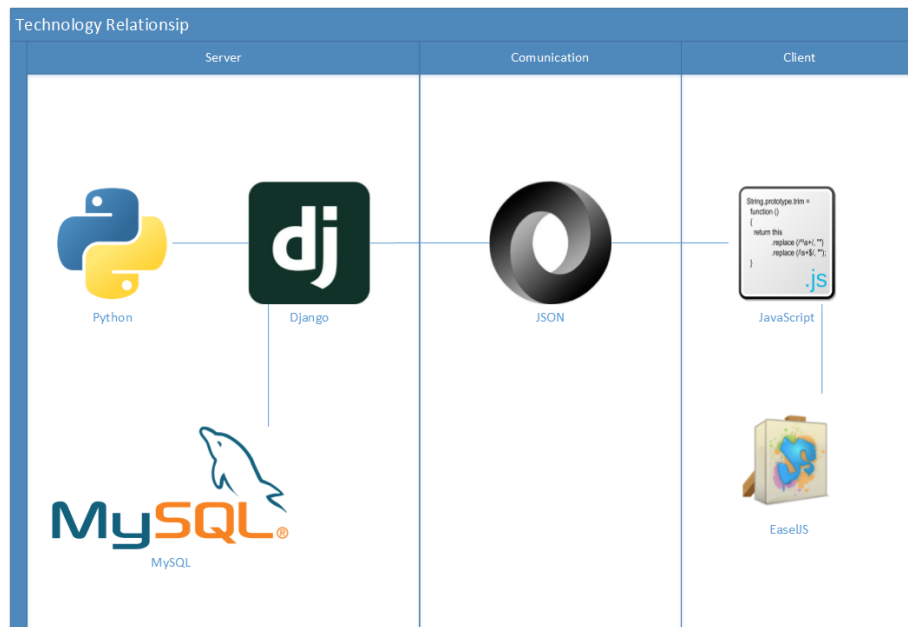 Technology Relationsip
Server
Comunication
Client
String.prototype.trim =
function ()
{
return this
.replace (/^\s+/, "")
.replace (/\s+$/, "");
}
.js
dj
Python
Django
JSON
JavaScript
MySQL®
MySQL
JS
EaselJS